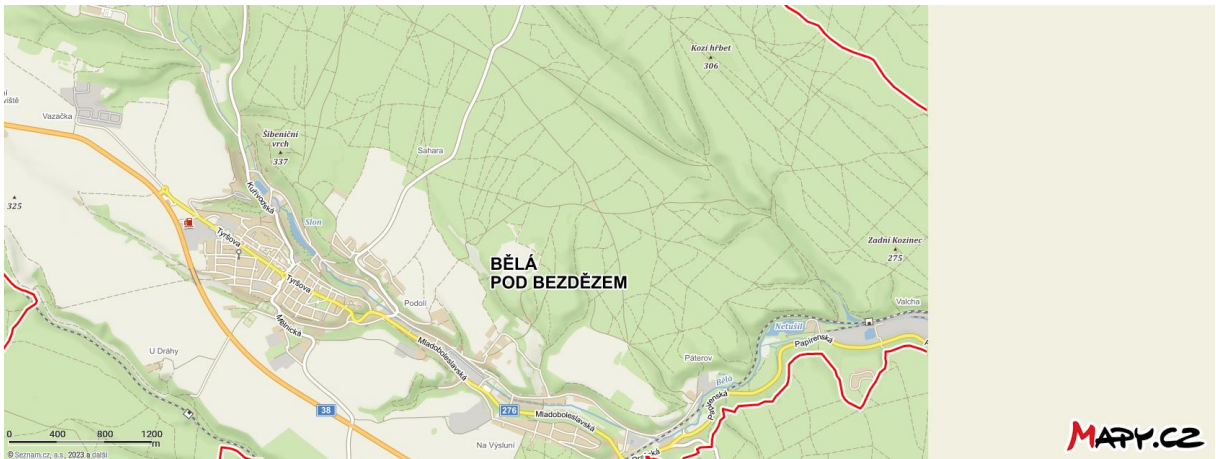 Kozí hřbet
306
Vazačka
Šibeniční
vrch
337
Sahara
Kuřivodská
325
Slon
Tyršova
Zadní Kozinec
275
BĚLÁ
POD BEZDĚZEM
Tyršova
Podolí
Valcha
Mělnická
Netušil
Papírenská
Mladoboleslavská
U Dráhy
Páterov
Bělá
Papírenská
38
276
Mladoboleslavská
Na Výsluní
0 400 800 1200
m
© Seznam.cz, a.s., 2023 a další
MAPY.CZ